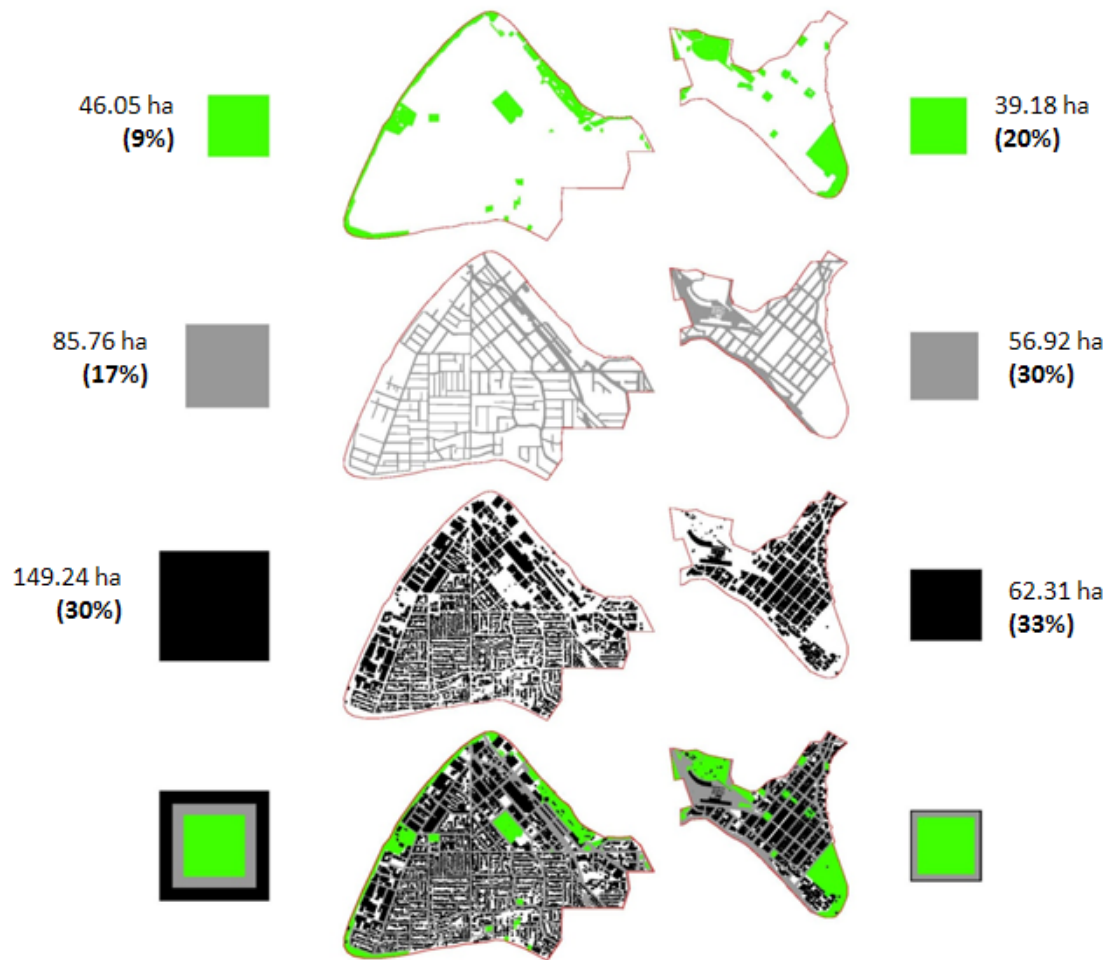 46.05 ha
(9%)
39.18 ha
(20%)
85.76 ha
(17%)
56.92 ha
(30%)
149.24 ha
(30%)
62.31 ha
(33%)